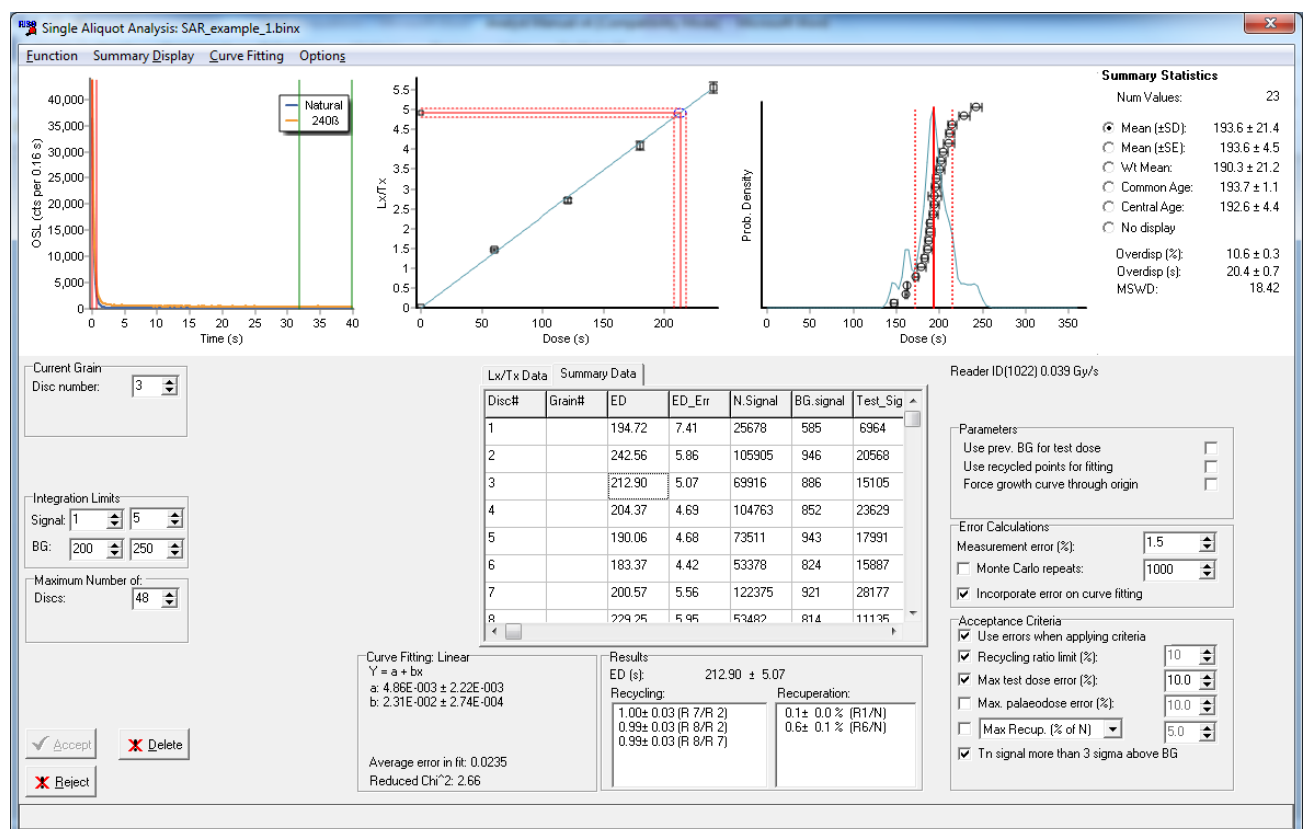 RISØ Single Aliquot Analysis: SAR_example_1.binx
Function Summary Display Curve Fitting Options
40,000
35,000
30,000
25,000
20,000
15,000
10,000
5,000
0
OSL (cts per 0.16 s)
Natural
240ß
0 5 10 15 20 25 30 35 40
Time (s)
5.5
5
4.5
4
3.5
3
2.5
2
1.5
1
0.5
0
Lx/Tx
0 50 100 150 200
Dose (s)
Prob. Density
0 50 100 150 200 250 300 350
Dose (s)
Summary Statistics
Num Values: 23
Mean (±SD): 193.6 ± 21.4
Mean (±SE): 193.6 ± 4.5
Wt Mean: 190.3 ± 21.2
Common Age: 193.7 ± 1.1
Central Age: 192.6 ± 4.4
No display
Overdisp (%): 10.6 ± 0.3
Overdisp (s): 20.4 ± 0.7
MSWD: 18.42
Current Grain
Disc number: 3
Integration Limits
Signal: 1 5
BG: 200 250
Maximum Number of:
Discs: 48
Accept Delete
Reject
Lx/Tx Data Summary Data
Disc# Grain# ED ED_Err N.Signal BG.signal Test_Sig
1 194.72 7.41 25678 585 6964
2 242.56 5.86 105905 946 20568
3 212.90 5.07 69916 886 15105
4 204.37 4.69 104763 852 23629
5 190.06 4.68 73511 943 17991
6 183.37 4.42 53378 824 15887
7 200.57 5.56 122375 921 28177
8 229.25 5.95 53482 814 11135
Curve Fitting: Linear
Y = a + bx
a: 4.86E-003 ± 2.22E-003
b: 2.31E-002 ± 2.74E-004
Average error in fit: 0.0235
Reduced Chi^2: 2.66
Results
ED (s): 212.90 ± 5.07
Recycling:
1.00± 0.03 (R 7/R 2)
0.99± 0.03 (R 8/R 2)
0.99± 0.03 (R 8/R 7)
Recuperation:
0.1± 0.0 % (R1/N)
0.6± 0.1 % (R6/N)
Reader ID(1022) 0.039 Gy/s
Parameters
Use prev. BG for test dose
Use recycled points for fitting
Force growth curve through origin
Error Calculations
Measurement error (%): 1.5
Monte Carlo repeats: 1000
Incorporate error on curve fitting
Acceptance Criteria
Use errors when applying criteria
Recycling ratio limit (%): 10
Max test dose error (%): 10.0
Max. palaeodose error (%): 10.0
Max Recup. (% of N) 5.0
Tn signal more than 3 sigma above BG